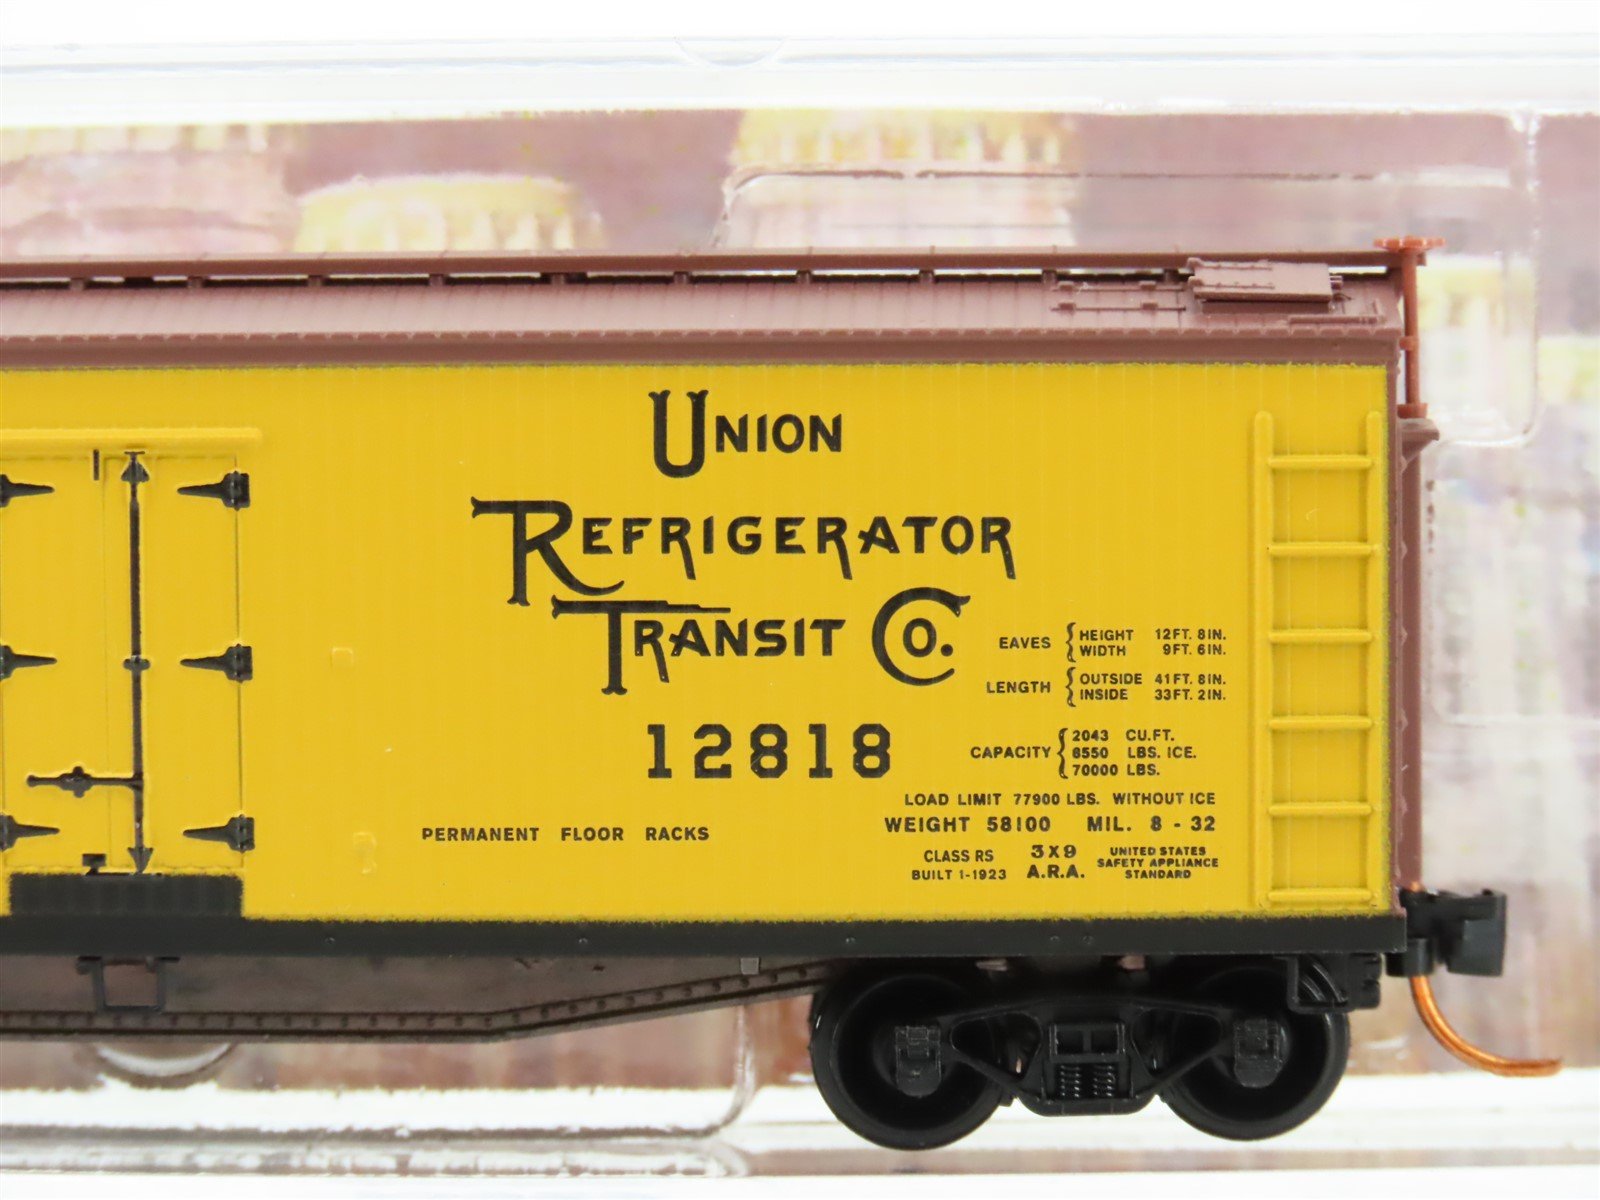 UNION
REFRIGERATOR
TRANSIT CO.
12818
PERMANENT FLOOR RACKS
EAVES { HEIGHT 12FT. 8IN.
WIDTH 9FT. 6IN.
LENGTH { OUTSIDE 41FT. 8IN.
INSIDE 33FT. 2IN.
CAPACITY { 2043 CU.FT.
8550 LBS. ICE.
70000 LBS.
LOAD LIMIT 77900 LBS. WITHOUT ICE
WEIGHT 58100 MIL. 8 - 32
CLASS RS 3X9 UNITED STATES
BUILT 1-1923 A.R.A. SAFETY APPLIANCE
STANDARD